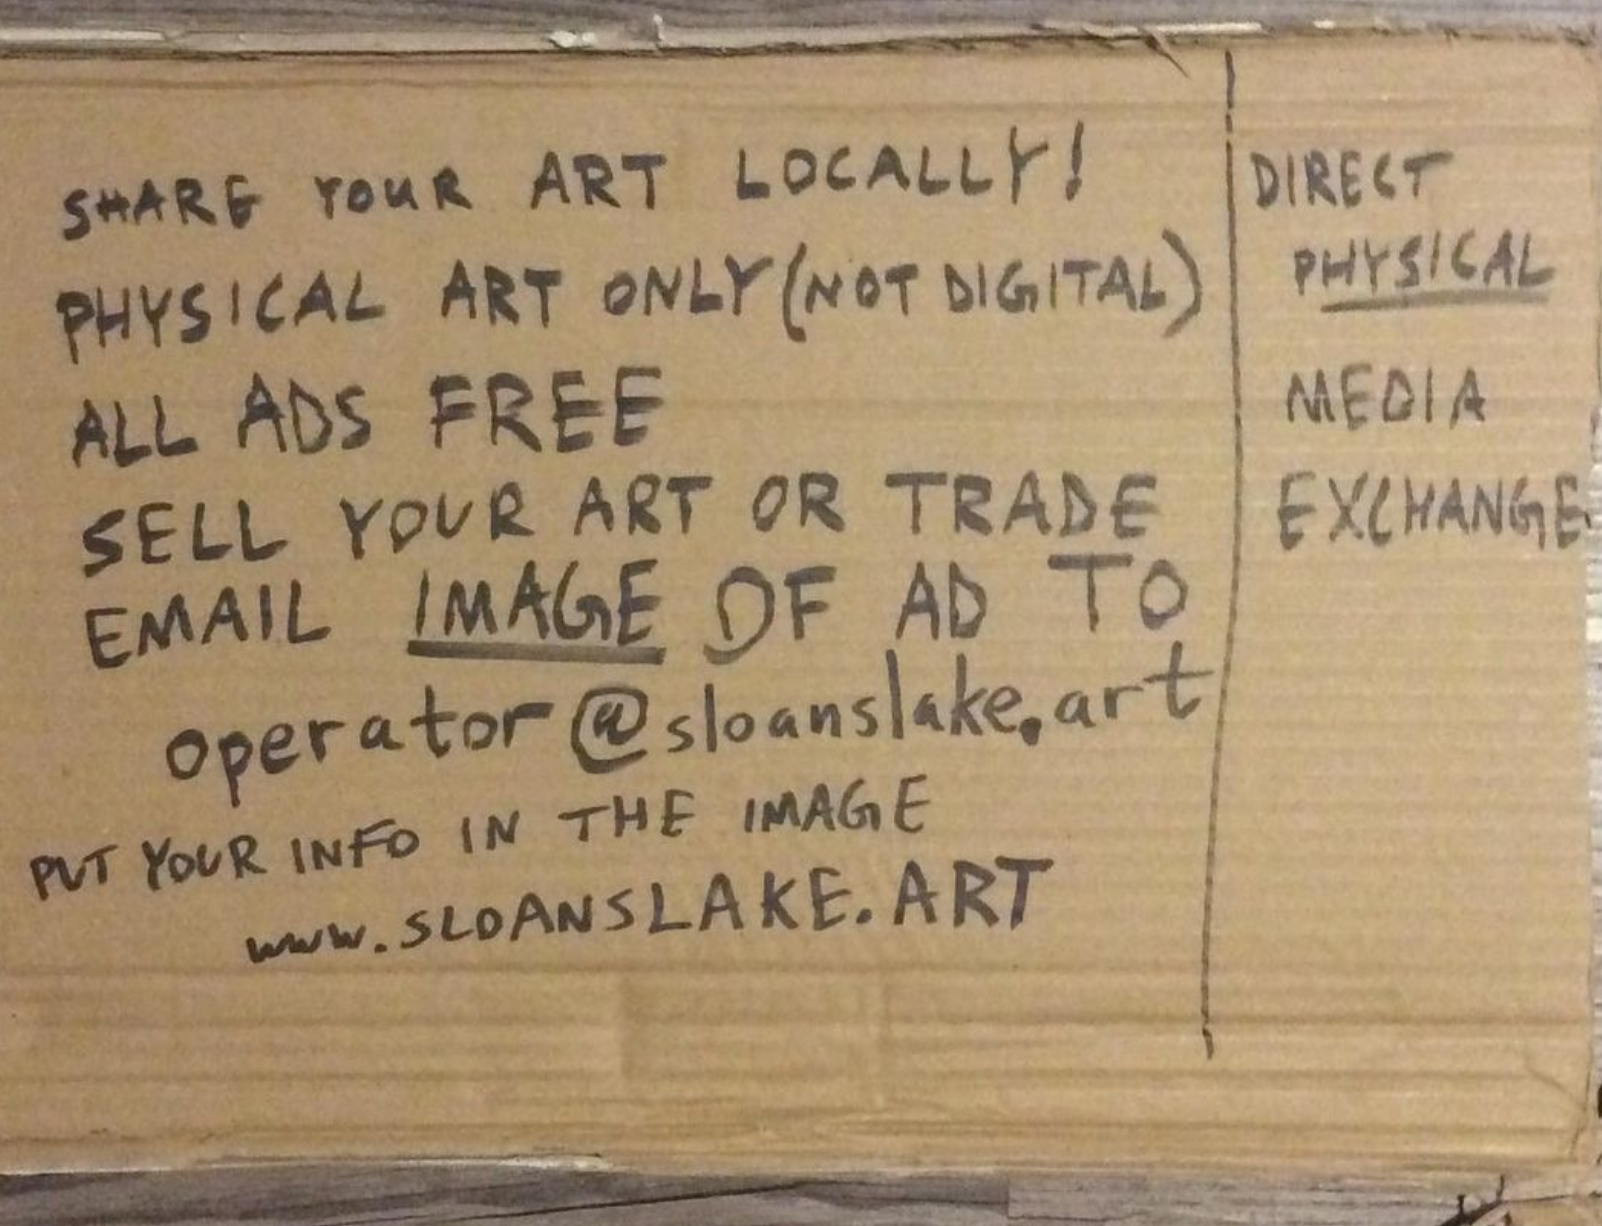 SHARE YOUR ART LOCALLY!
PHYSICAL ART ONLY (NOT DIGITAL)
ALL ADS FREE
SELL YOUR ART OR TRADE
EMAIL IMAGE OF AD TO
operator@sloanslake.art
PUT YOUR INFO IN THE IMAGE
www.SLOANSLAKE.ART
DIRECT
PHYSICAL
MEDIA
EXCHANGE